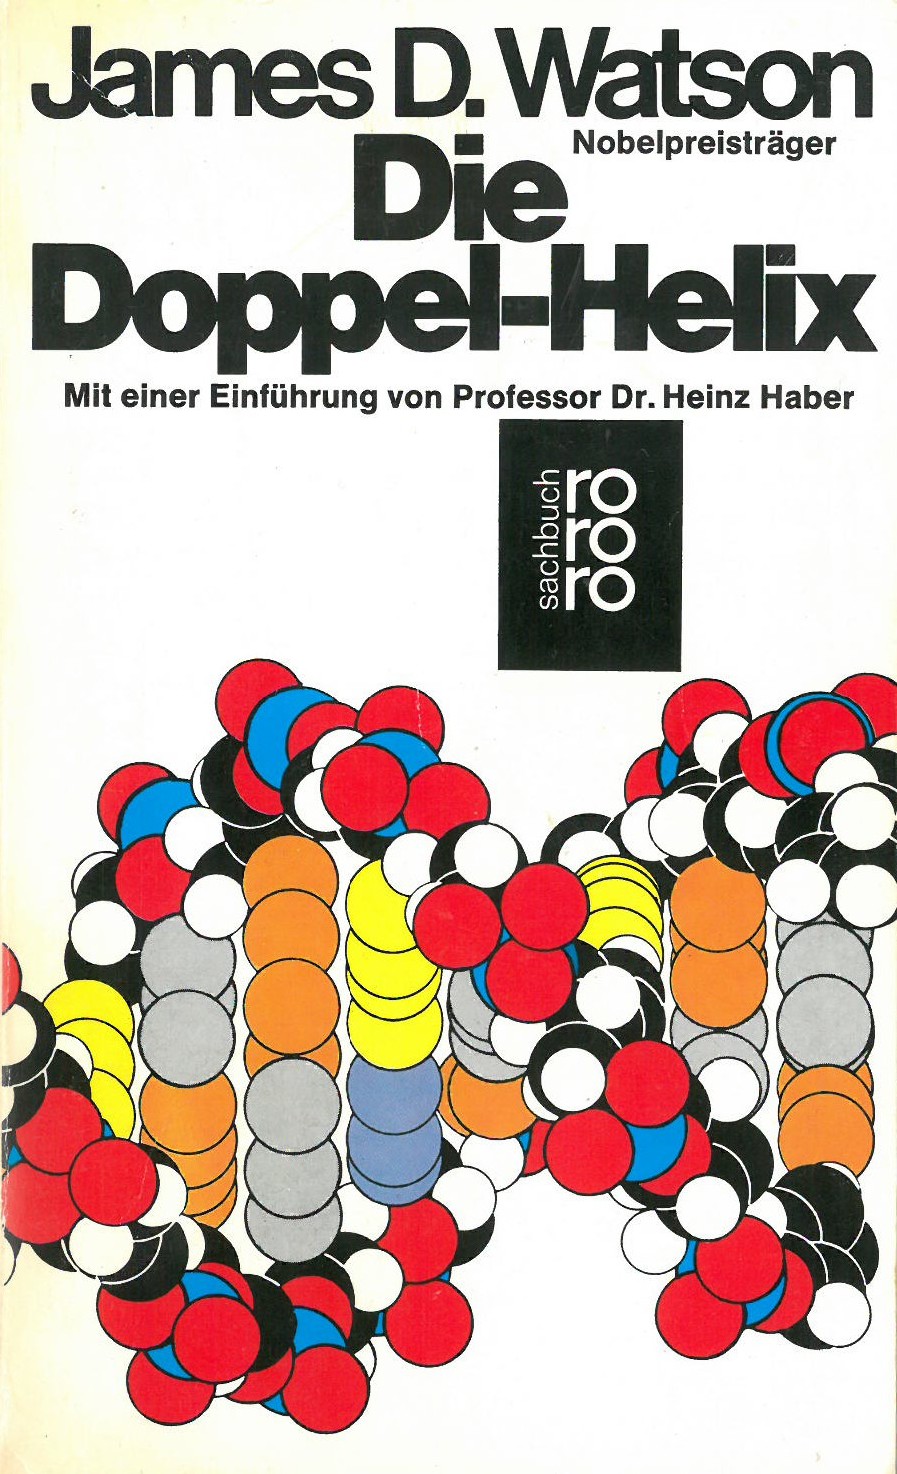 James D. Watson
Nobelpreisträger
Die
Doppel-Helix
Mit einer Einführung von Professor Dr. Heinz Haber
sachbuch
ro
ro
ro